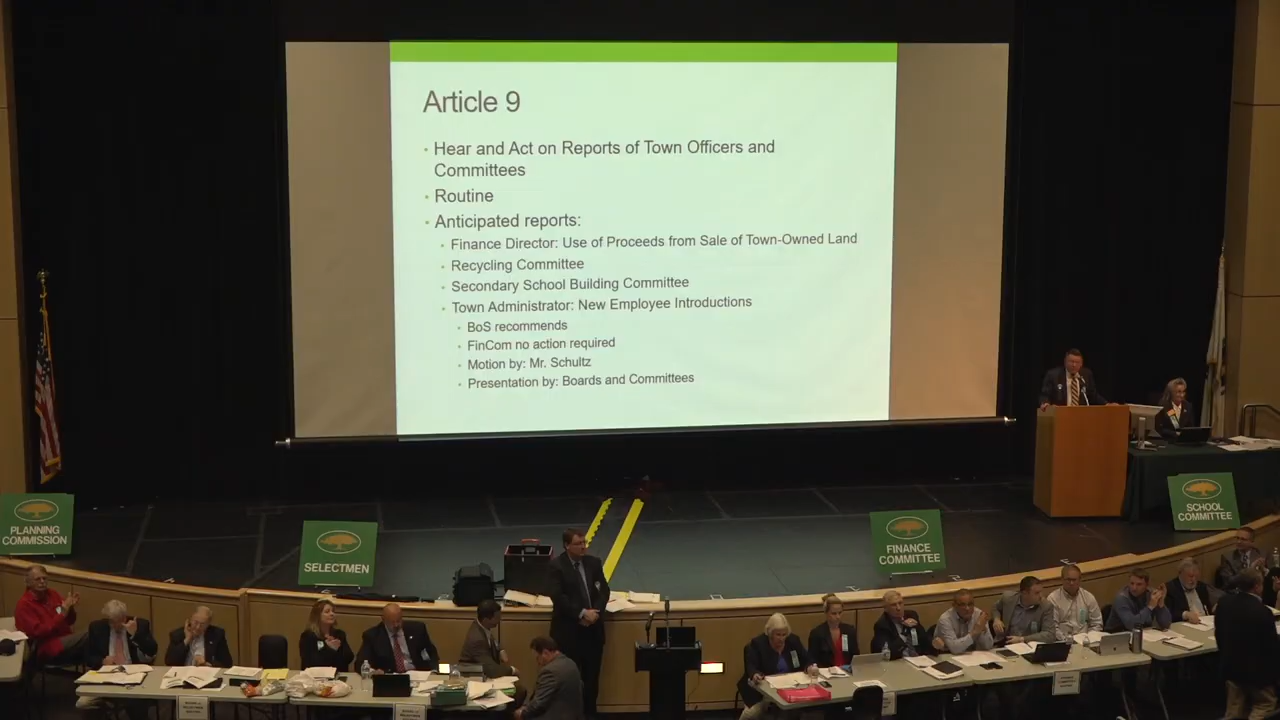 Article 9
• Hear and Act on Reports of Town Officers and
Committees
• Routine
• Anticipated reports:
• Finance Director: Use of Proceeds from Sale of Town-Owned Land
• Recycling Committee
• Secondary School Building Committee
• Town Administrator: New Employee Introductions
• BoS recommends
• FinCom no action required
• Motion by: Mr. Schultz
• Presentation by: Boards and Committees
PLANNING
COMMISSION
SELECTMEN
FINANCE
COMMITTEE
SCHOOL
COMMITTEE